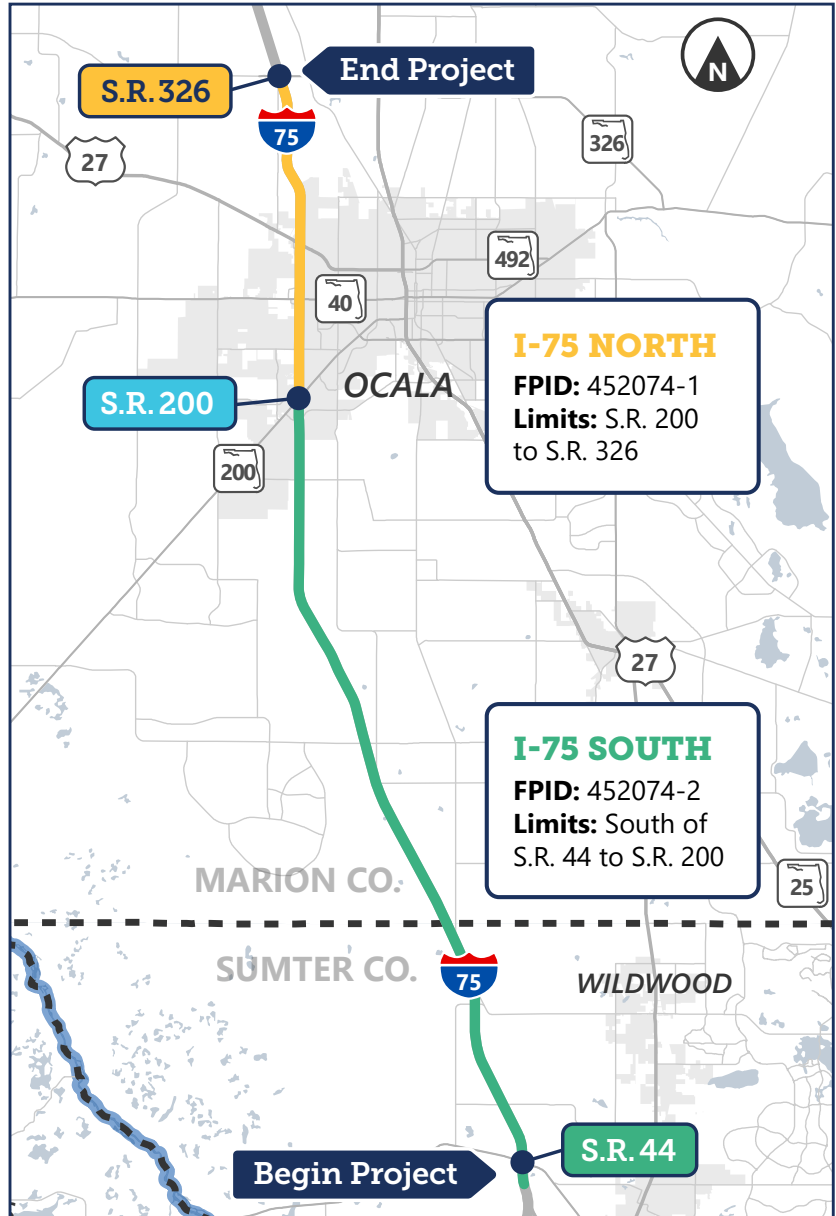 End Project
N
S.R. 326
75
326
27
492
40
I-75 NORTH
FPID: 452074-1
Limits: S.R. 200
to S.R. 326
OCALA
S.R. 200
200
27
I-75 SOUTH
FPID: 452074-2
Limits: South of
S.R. 44 to S.R. 200
MARION CO.
25
SUMTER CO.
75
WILDWOOD
S.R. 44
Begin Project